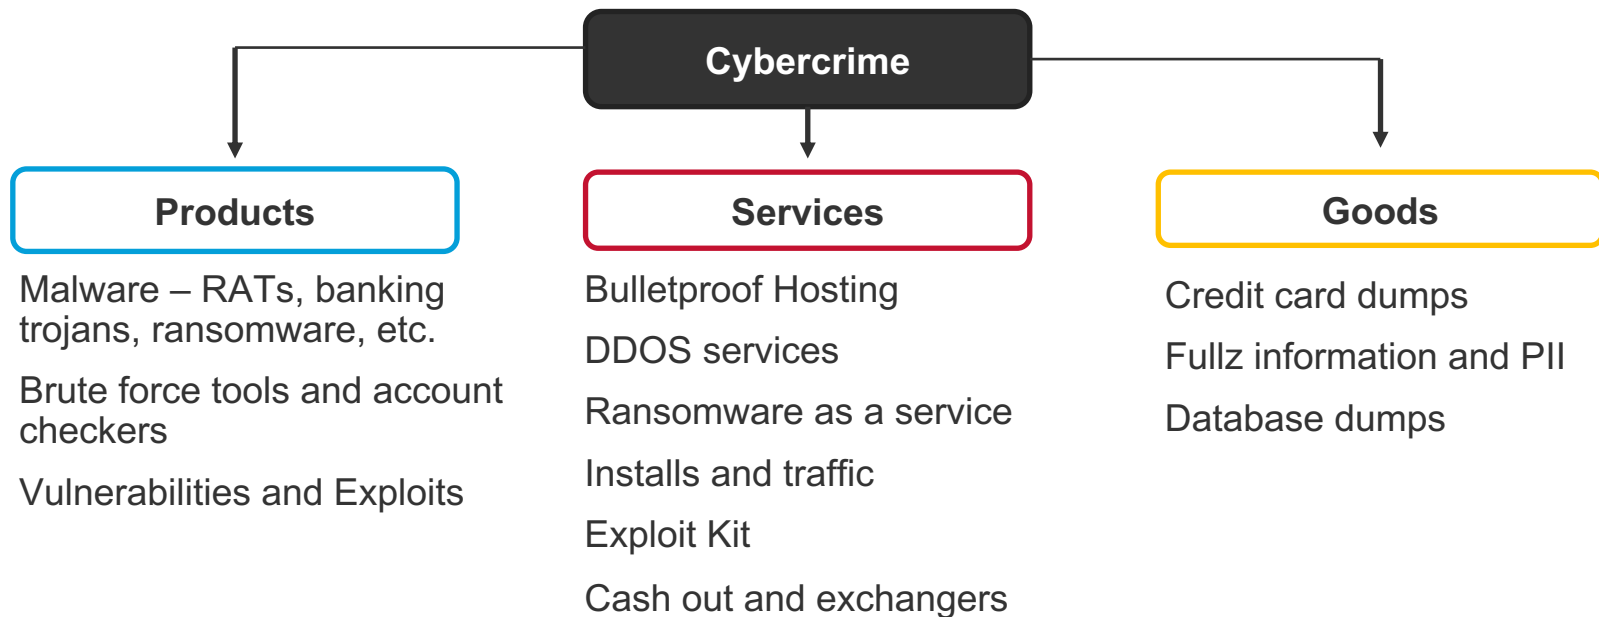 Cybercrime
Products
Malware – RATs, banking
trojans, ransomware, etc.
Brute force tools and account
checkers
Vulnerabilities and Exploits
Services
Bulletproof Hosting
DDOS services
Ransomware as a service
Installs and traffic
Exploit Kit
Cash out and exchangers
Goods
Credit card dumps
Fullz information and PII
Database dumps